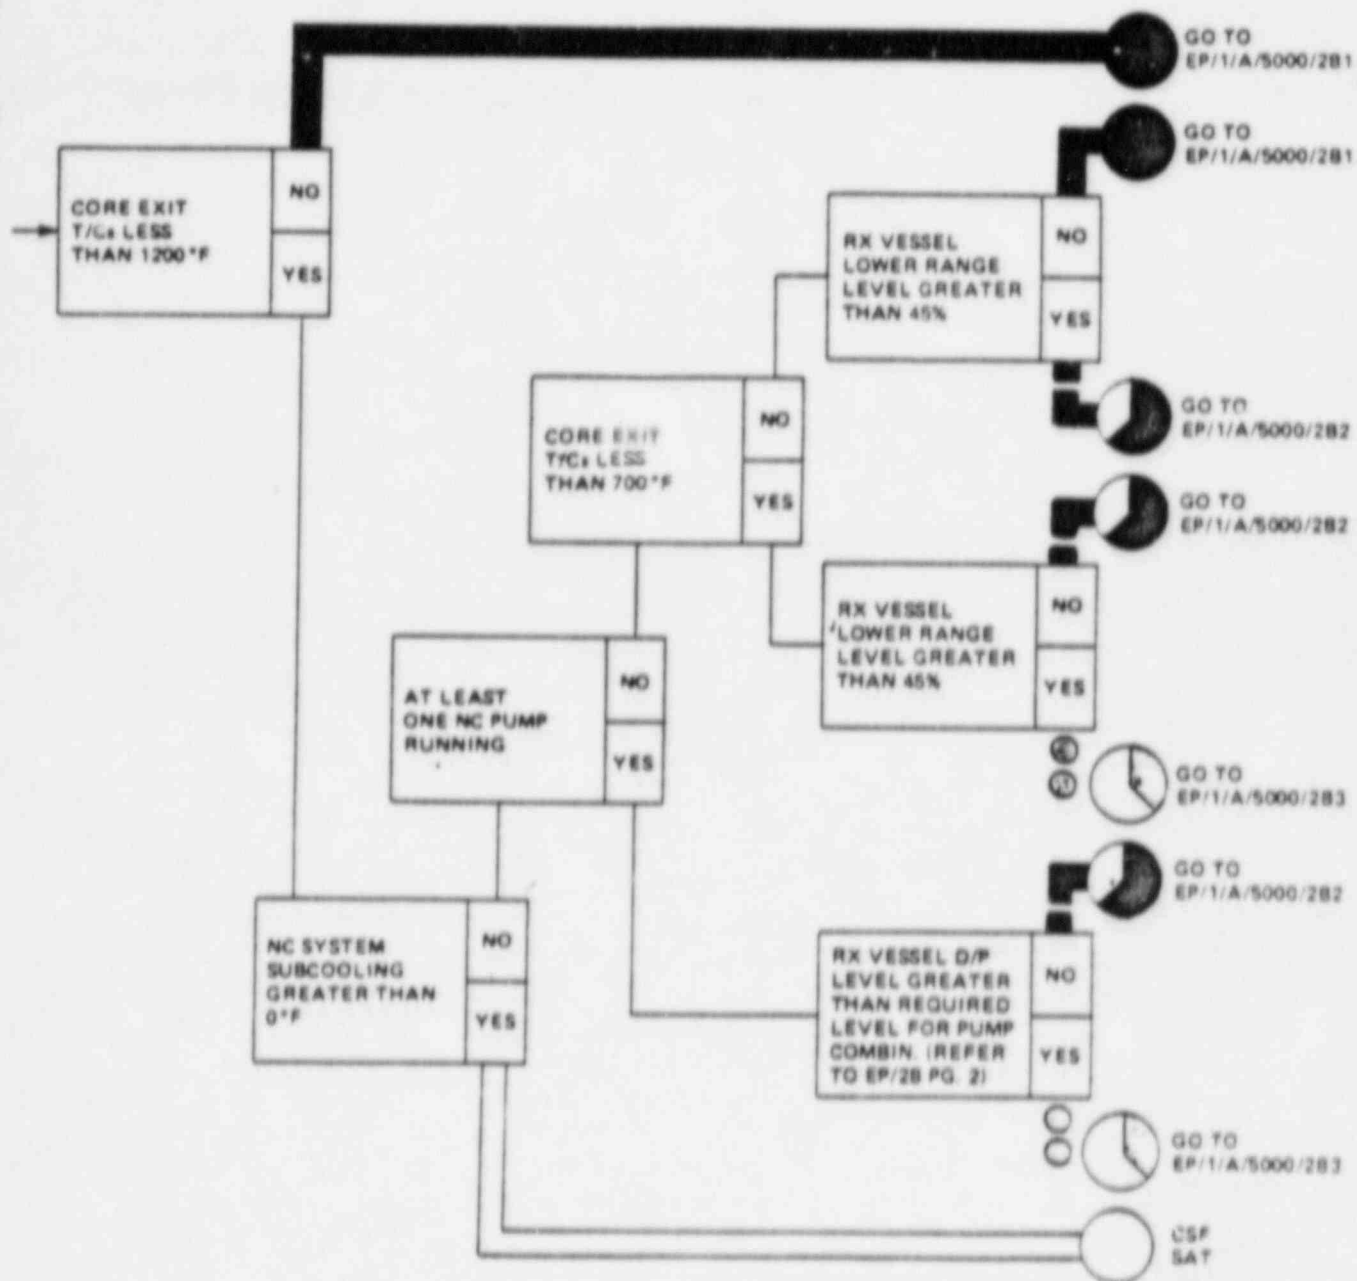 GO TO
EP/1/A/5000/2B1
GO TO
EP/1/A/5000/2B1
CORE EXIT
T/Cs LESS
THAN 1200°F
NO
YES
RX VESSEL
LOWER RANGE
LEVEL GREATER
THAN 45%
NO
YES
GO TO
EP/1/A/5000/2B2
CORE EXIT
T/Cs LESS
THAN 700°F
NO
YES
GO TO
EP/1/A/5000/2B2
RX VESSEL
LOWER RANGE
LEVEL GREATER
THAN 45%
NO
YES
AT LEAST
ONE NC PUMP
RUNNING
NO
YES
GO TO
EP/1/A/5000/2B3
GO TO
EP/1/A/5000/2B2
NC SYSTEM
SUBCOOLING
GREATER THAN
0°F
NO
YES
RX VESSEL D/P
LEVEL GREATER
THAN REQUIRED
LEVEL FOR PUMP
COMBIN. (REFER
TO EP/2B PG. 2)
NO
YES
GO TO
EP/1/A/5000/2B3
CSF
SAT